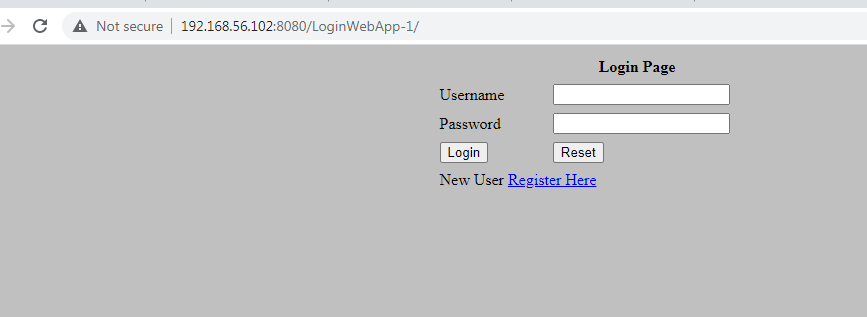 Not secure | 192.168.56.102:8080/LoginWebApp-1/
Login Page
Username
Password
Login Reset
New User Register Here